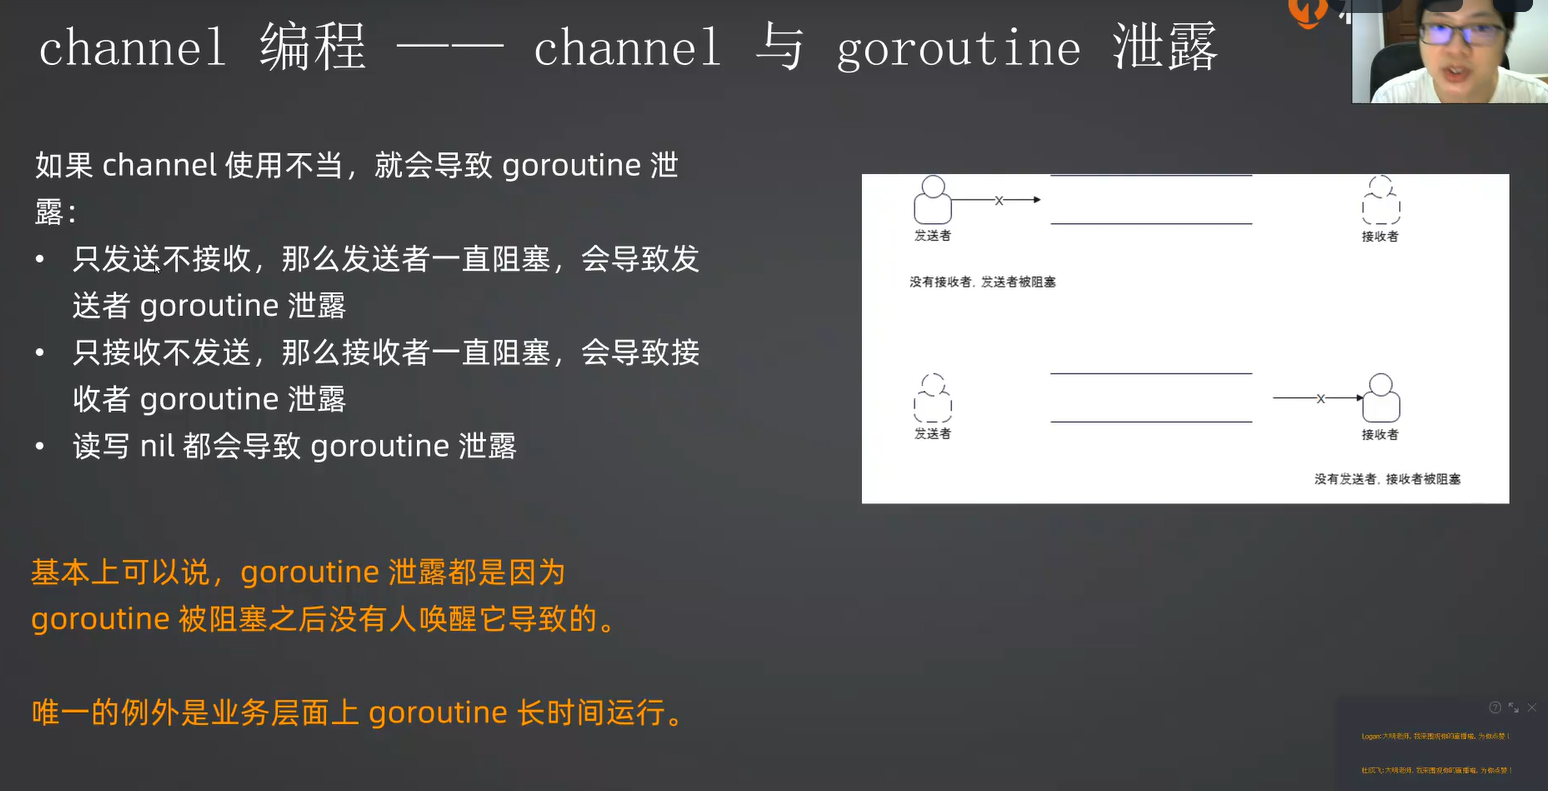 channel 编程 —— channel 与 goroutine 泄露
如果 channel 使用不当，就会导致 goroutine 泄
露：
• 只发送不接收，那么发送者一直阻塞，会导致发
送者 goroutine 泄露
• 只接收不发送，那么接收者一直阻塞，会导致接
收者 goroutine 泄露
• 读写 nil 都会导致 goroutine 泄露
基本上可以说，goroutine 泄露都是因为
goroutine 被阻塞之后没有人唤醒它导致的。
唯一的例外是业务层面上 goroutine 长时间运行。
X
发送者
接收者
没有接收者，发送者被阻塞
X
发送者
接收者
没有发送者，接收者被阻塞